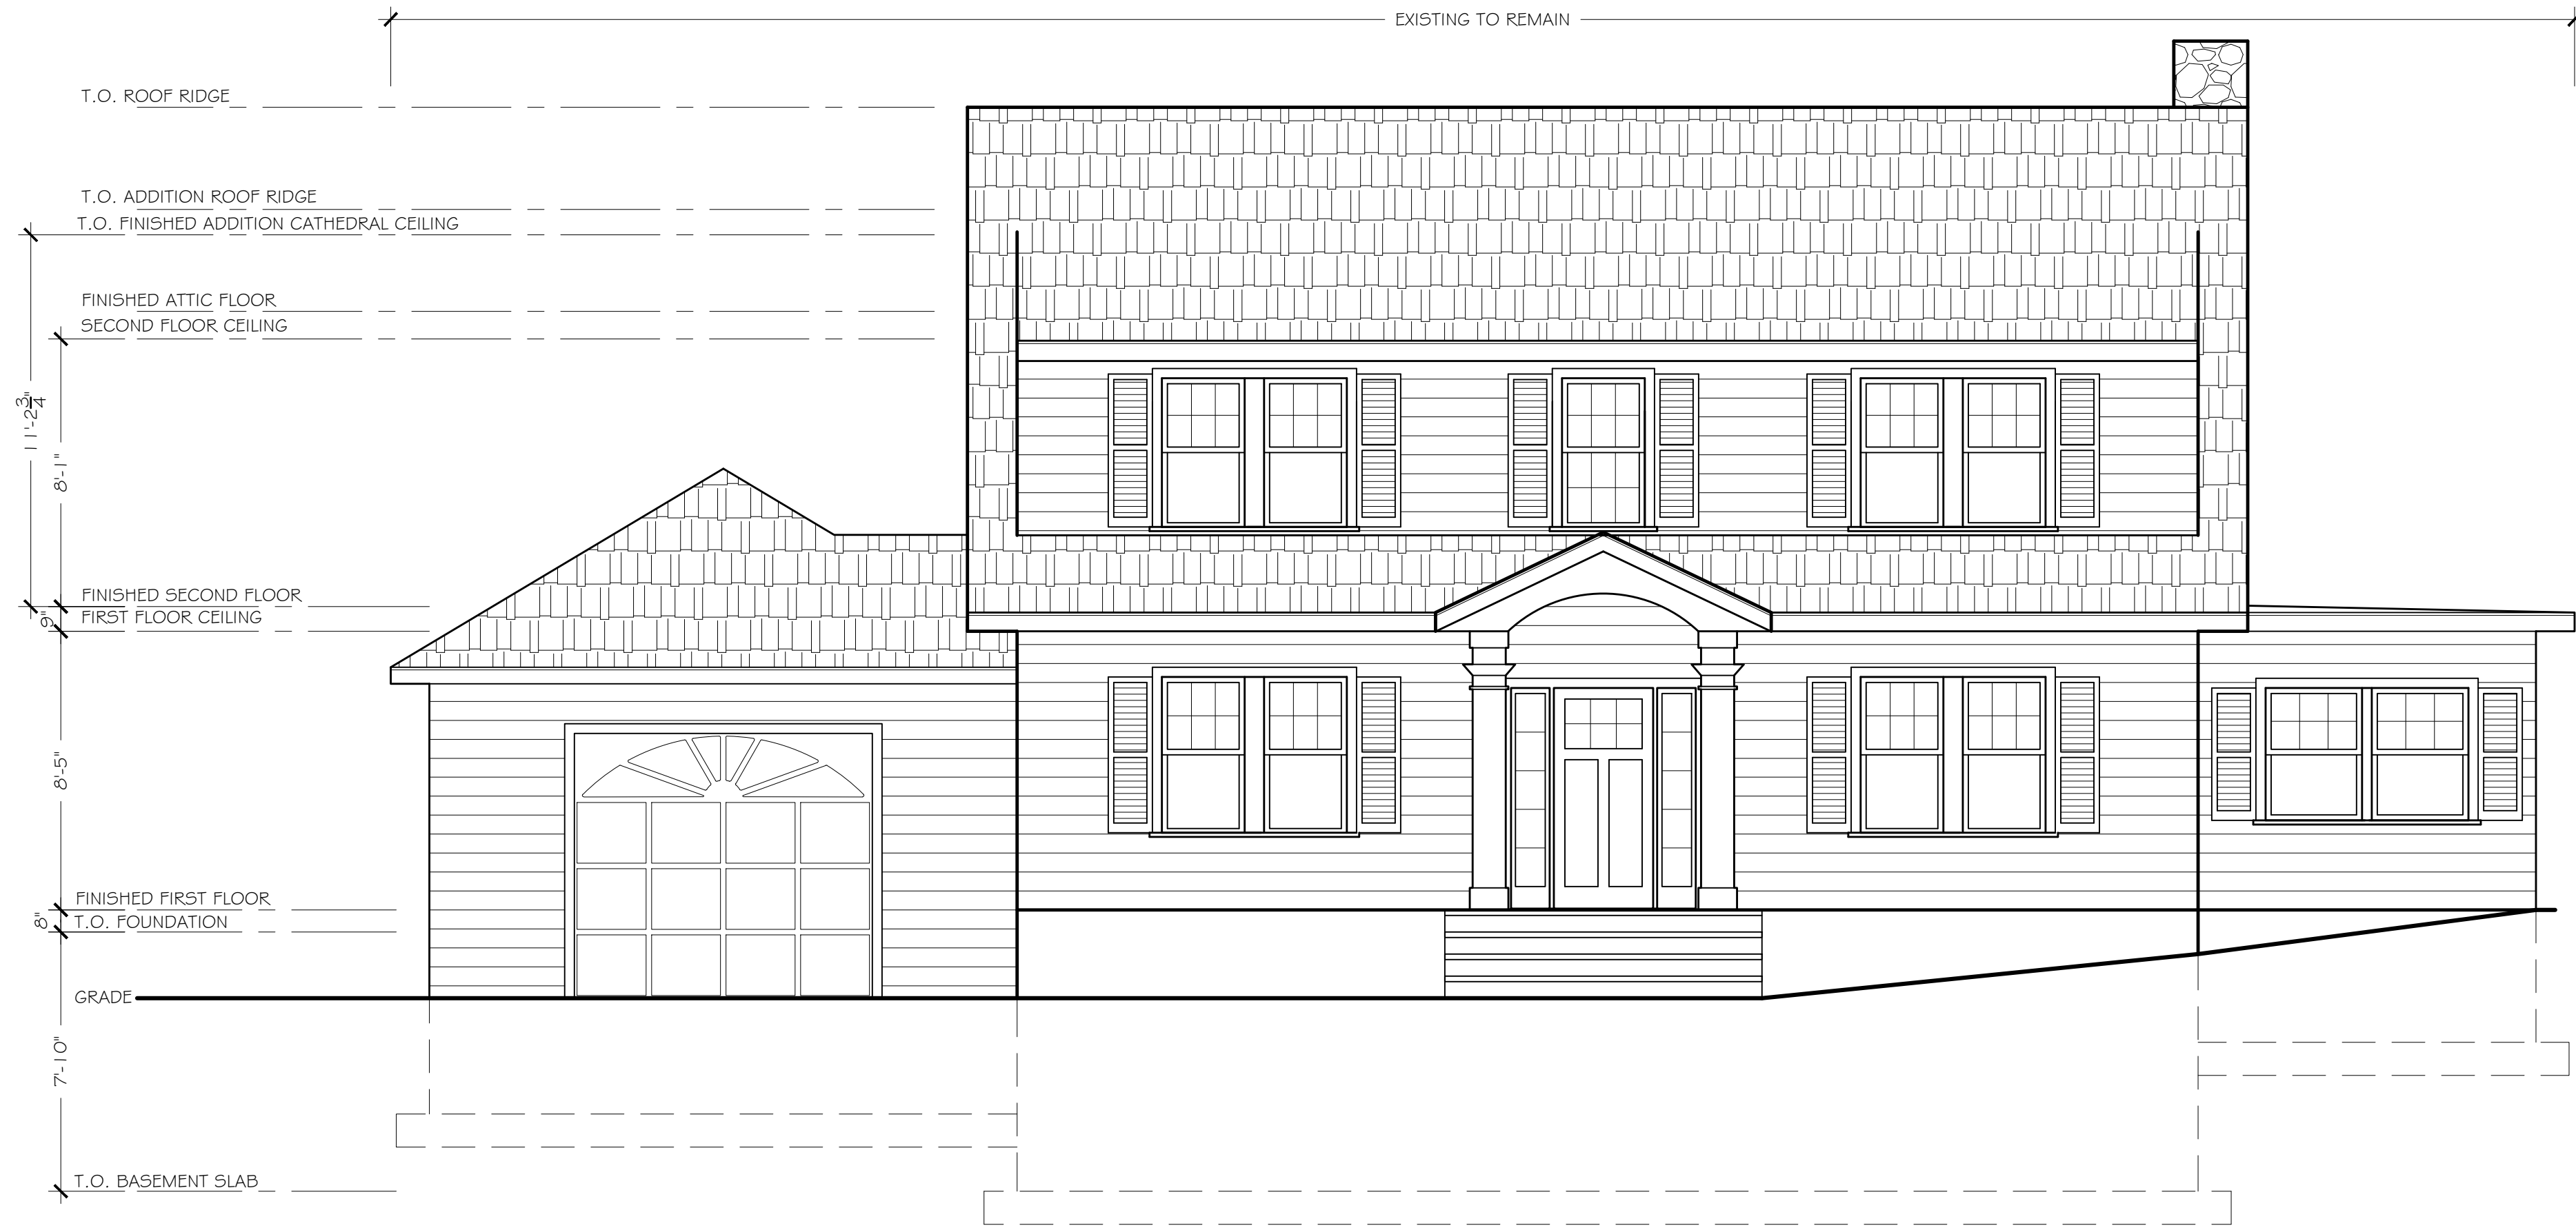 EXISTING TO REMAIN
T.O. ROOF RIDGE
T.O. ADDITION ROOF RIDGE
T.O. FINISHED ADDITION CATHEDRAL CEILING
FINISHED ATTIC FLOOR
SECOND FLOOR CEILING
11'-2 3/4"
8'-1"
FINISHED SECOND FLOOR
9"
FIRST FLOOR CEILING
8'-5"
FINISHED FIRST FLOOR
8"
T.O. FOUNDATION
GRADE
7'-10"
T.O. BASEMENT SLAB